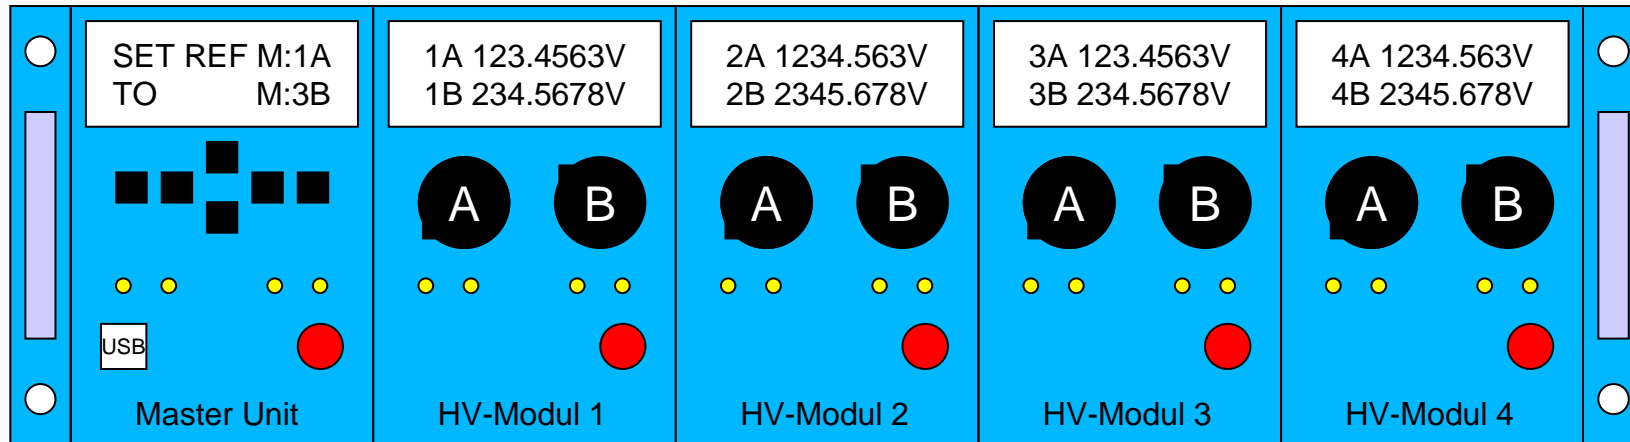 SET REF M:1A
TO M:3B
1A 123.4563V
1B 234.5678V
2A 1234.563V
2B 2345.678V
3A 123.4563V
3B 234.5678V
4A 1234.563V
4B 2345.678V
A B
A B
A B
A B
USB
Master Unit
HV-Modul 1
HV-Modul 2
HV-Modul 3
HV-Modul 4